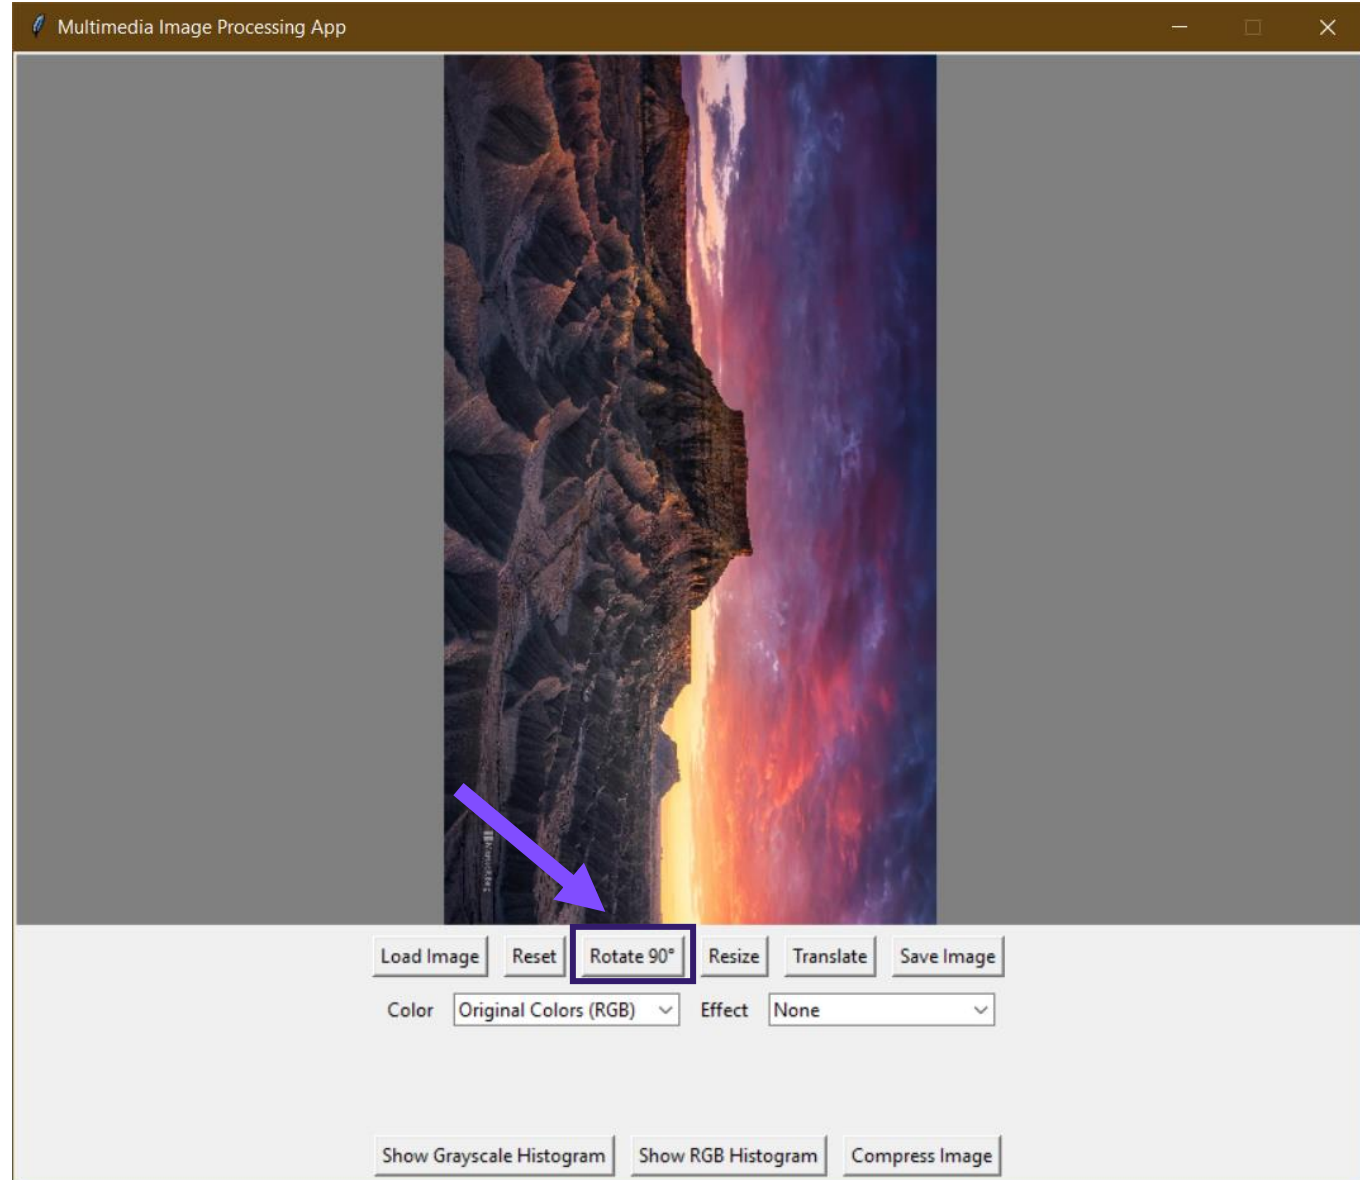 Multimedia Image Processing App
Load Image Reset Rotate 90° Resize Translate Save Image
Color Original Colors (RGB) Effect None
Show Grayscale Histogram Show RGB Histogram Compress Image